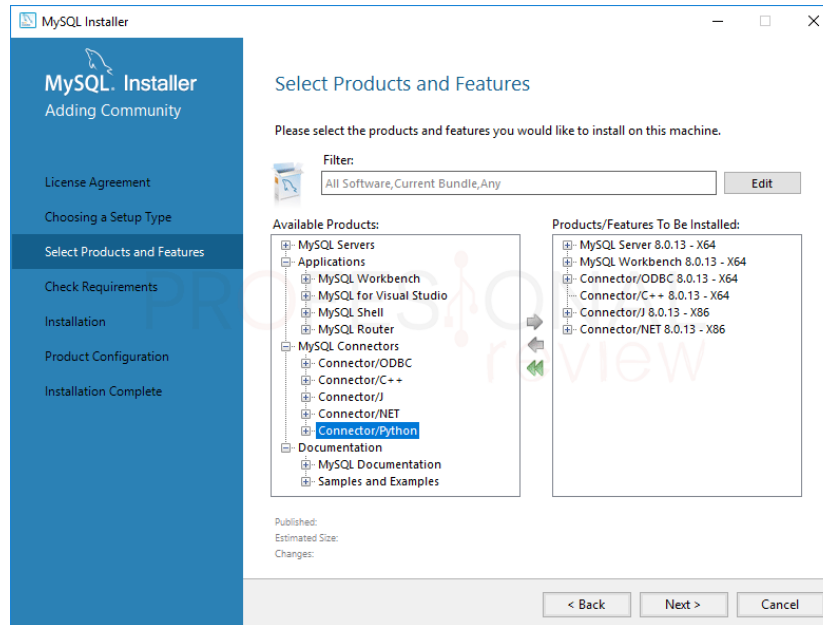 MySQL Installer
MySQL. Installer
Adding Community
License Agreement
Choosing a Setup Type
Select Products and Features
Check Requirements
Installation
Product Configuration
Installation Complete
Select Products and Features
Please select the products and features you would like to install on this machine.
Filter:
All Software,Current Bundle,Any
Edit
Available Products:
MySQL Servers
Applications
MySQL Workbench
MySQL for Visual Studio
MySQL Shell
MySQL Router
MySQL Connectors
Connector/ODBC
Connector/C++
Connector/J
Connector/NET
Connector/Python
Documentation
MySQL Documentation
Samples and Examples
Products/Features To Be Installed:
MySQL Server 8.0.13 - X64
MySQL Workbench 8.0.13 - X64
Connector/ODBC 8.0.13 - X64
Connector/C++ 8.0.13 - X64
Connector/J 8.0.13 - X86
Connector/NET 8.0.13 - X86
review
Published:
Estimated Size:
Changes:
< Back
Next >
Cancel